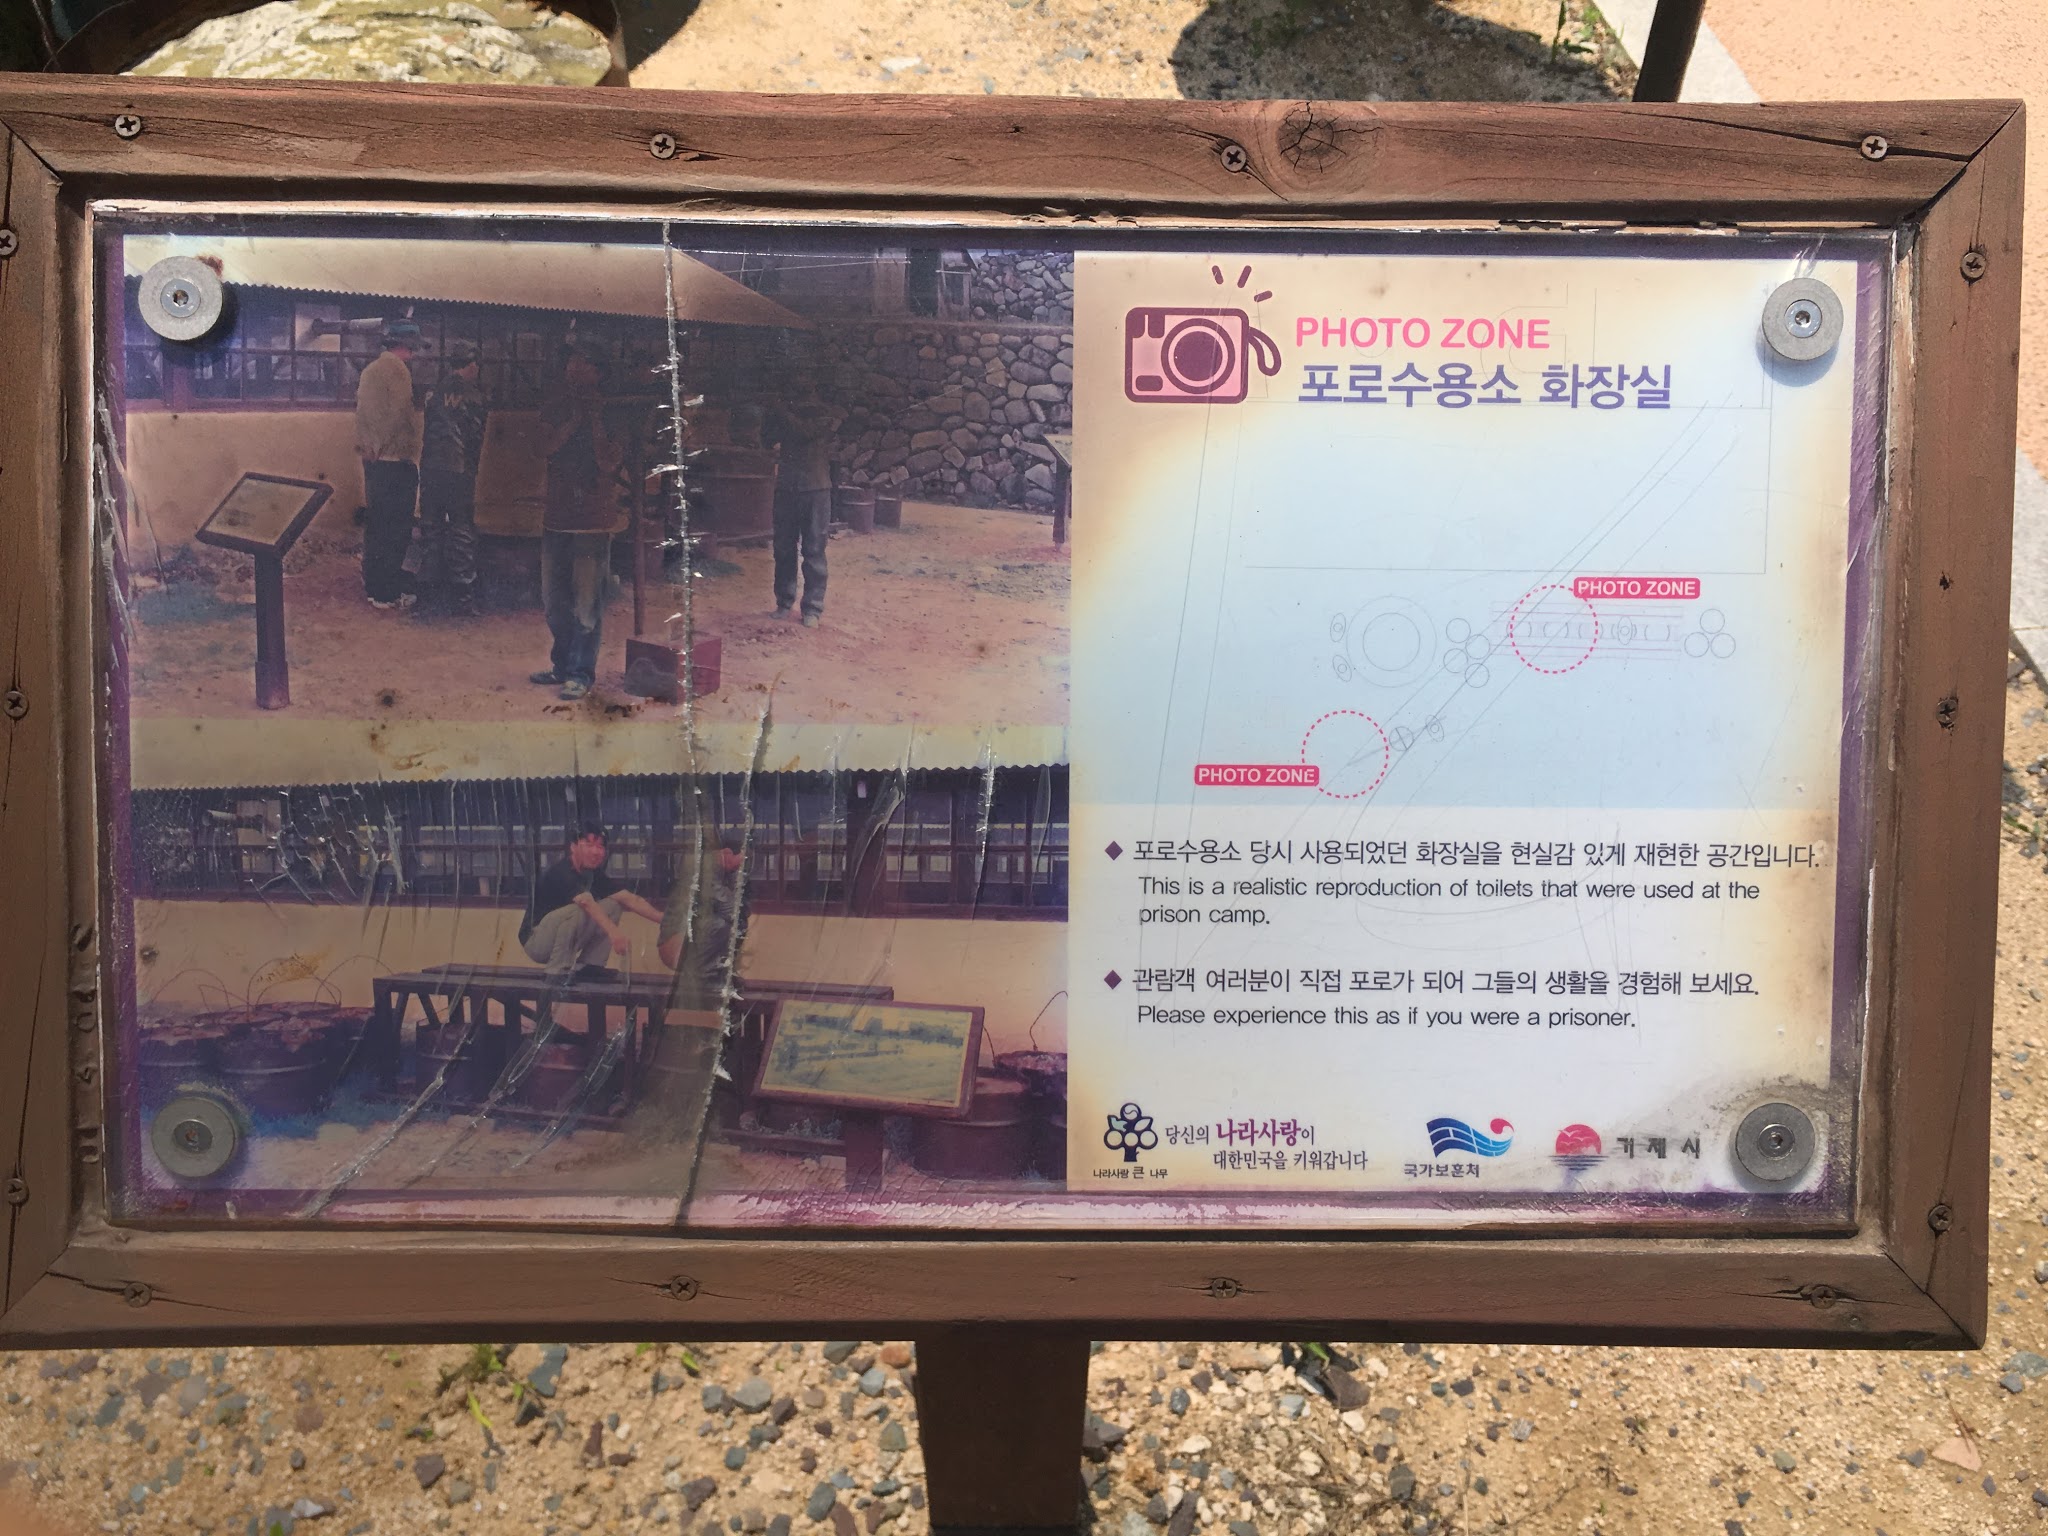 PHOTO ZONE
포로수용소 화장실
PHOTO ZONE
PHOTO ZONE
◆ 포로수용소 당시 사용되었던 화장실을 현실감 있게 재현한 공간입니다.
This is a realistic reproduction of toilets that were used at the
prison camp.
◆ 관람객 여러분이 직접 포로가 되어 그들의 생활을 경험해 보세요.
Please experience this as if you were a prisoner.
나라사랑 큰 나무
당신의 나라사랑이
대한민국을 키워갑니다
국가보훈처
거제시